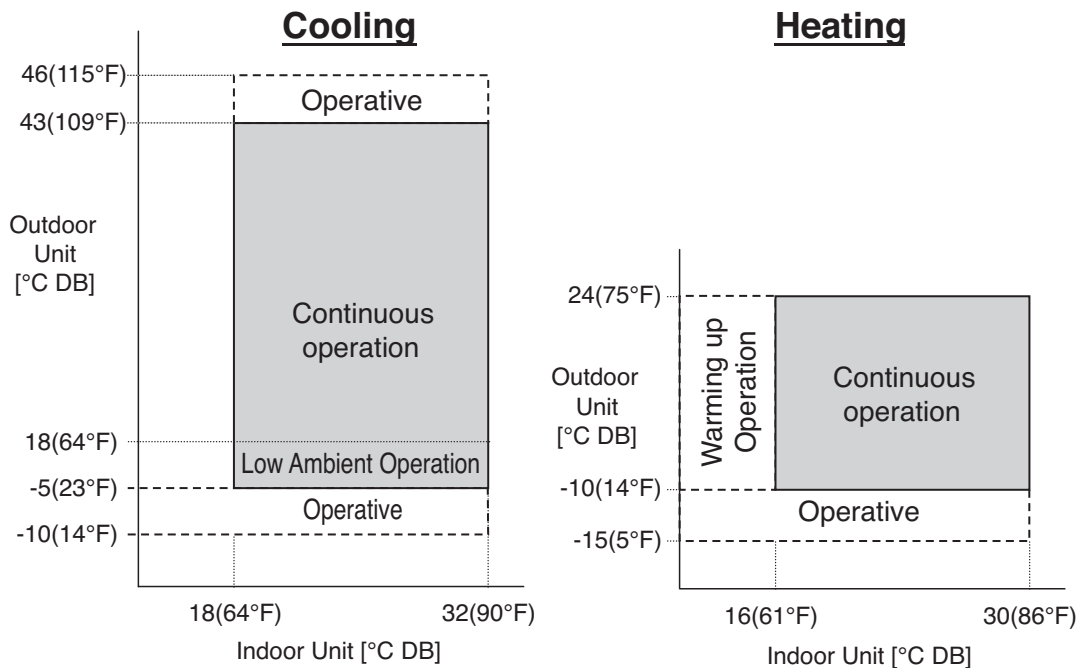 Cooling
46(115°F)
Operative
43(109°F)
Outdoor
Unit
[°C DB]
Continuous
operation
18(64°F)
Low Ambient Operation
-5(23°F)
Operative
-10(14°F)
18(64°F)
32(90°F)
Indoor Unit [°C DB]
Heating
24(75°F)
Warming up
Operation
Continuous
operation
Outdoor
Unit
[°C DB]
-10(14°F)
Operative
-15(5°F)
16(61°F)
30(86°F)
Indoor Unit [°C DB]